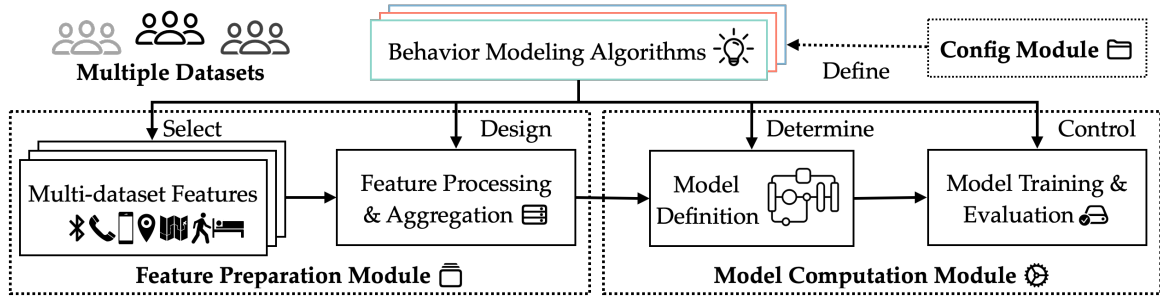 Multiple Datasets
Behavior Modeling Algorithms
Define
Config Module
Select
Design
Determine
Control
Multi-dataset Features
Feature Processing
& Aggregation
Model
Definition
Model Training &
Evaluation
Feature Preparation Module
Model Computation Module